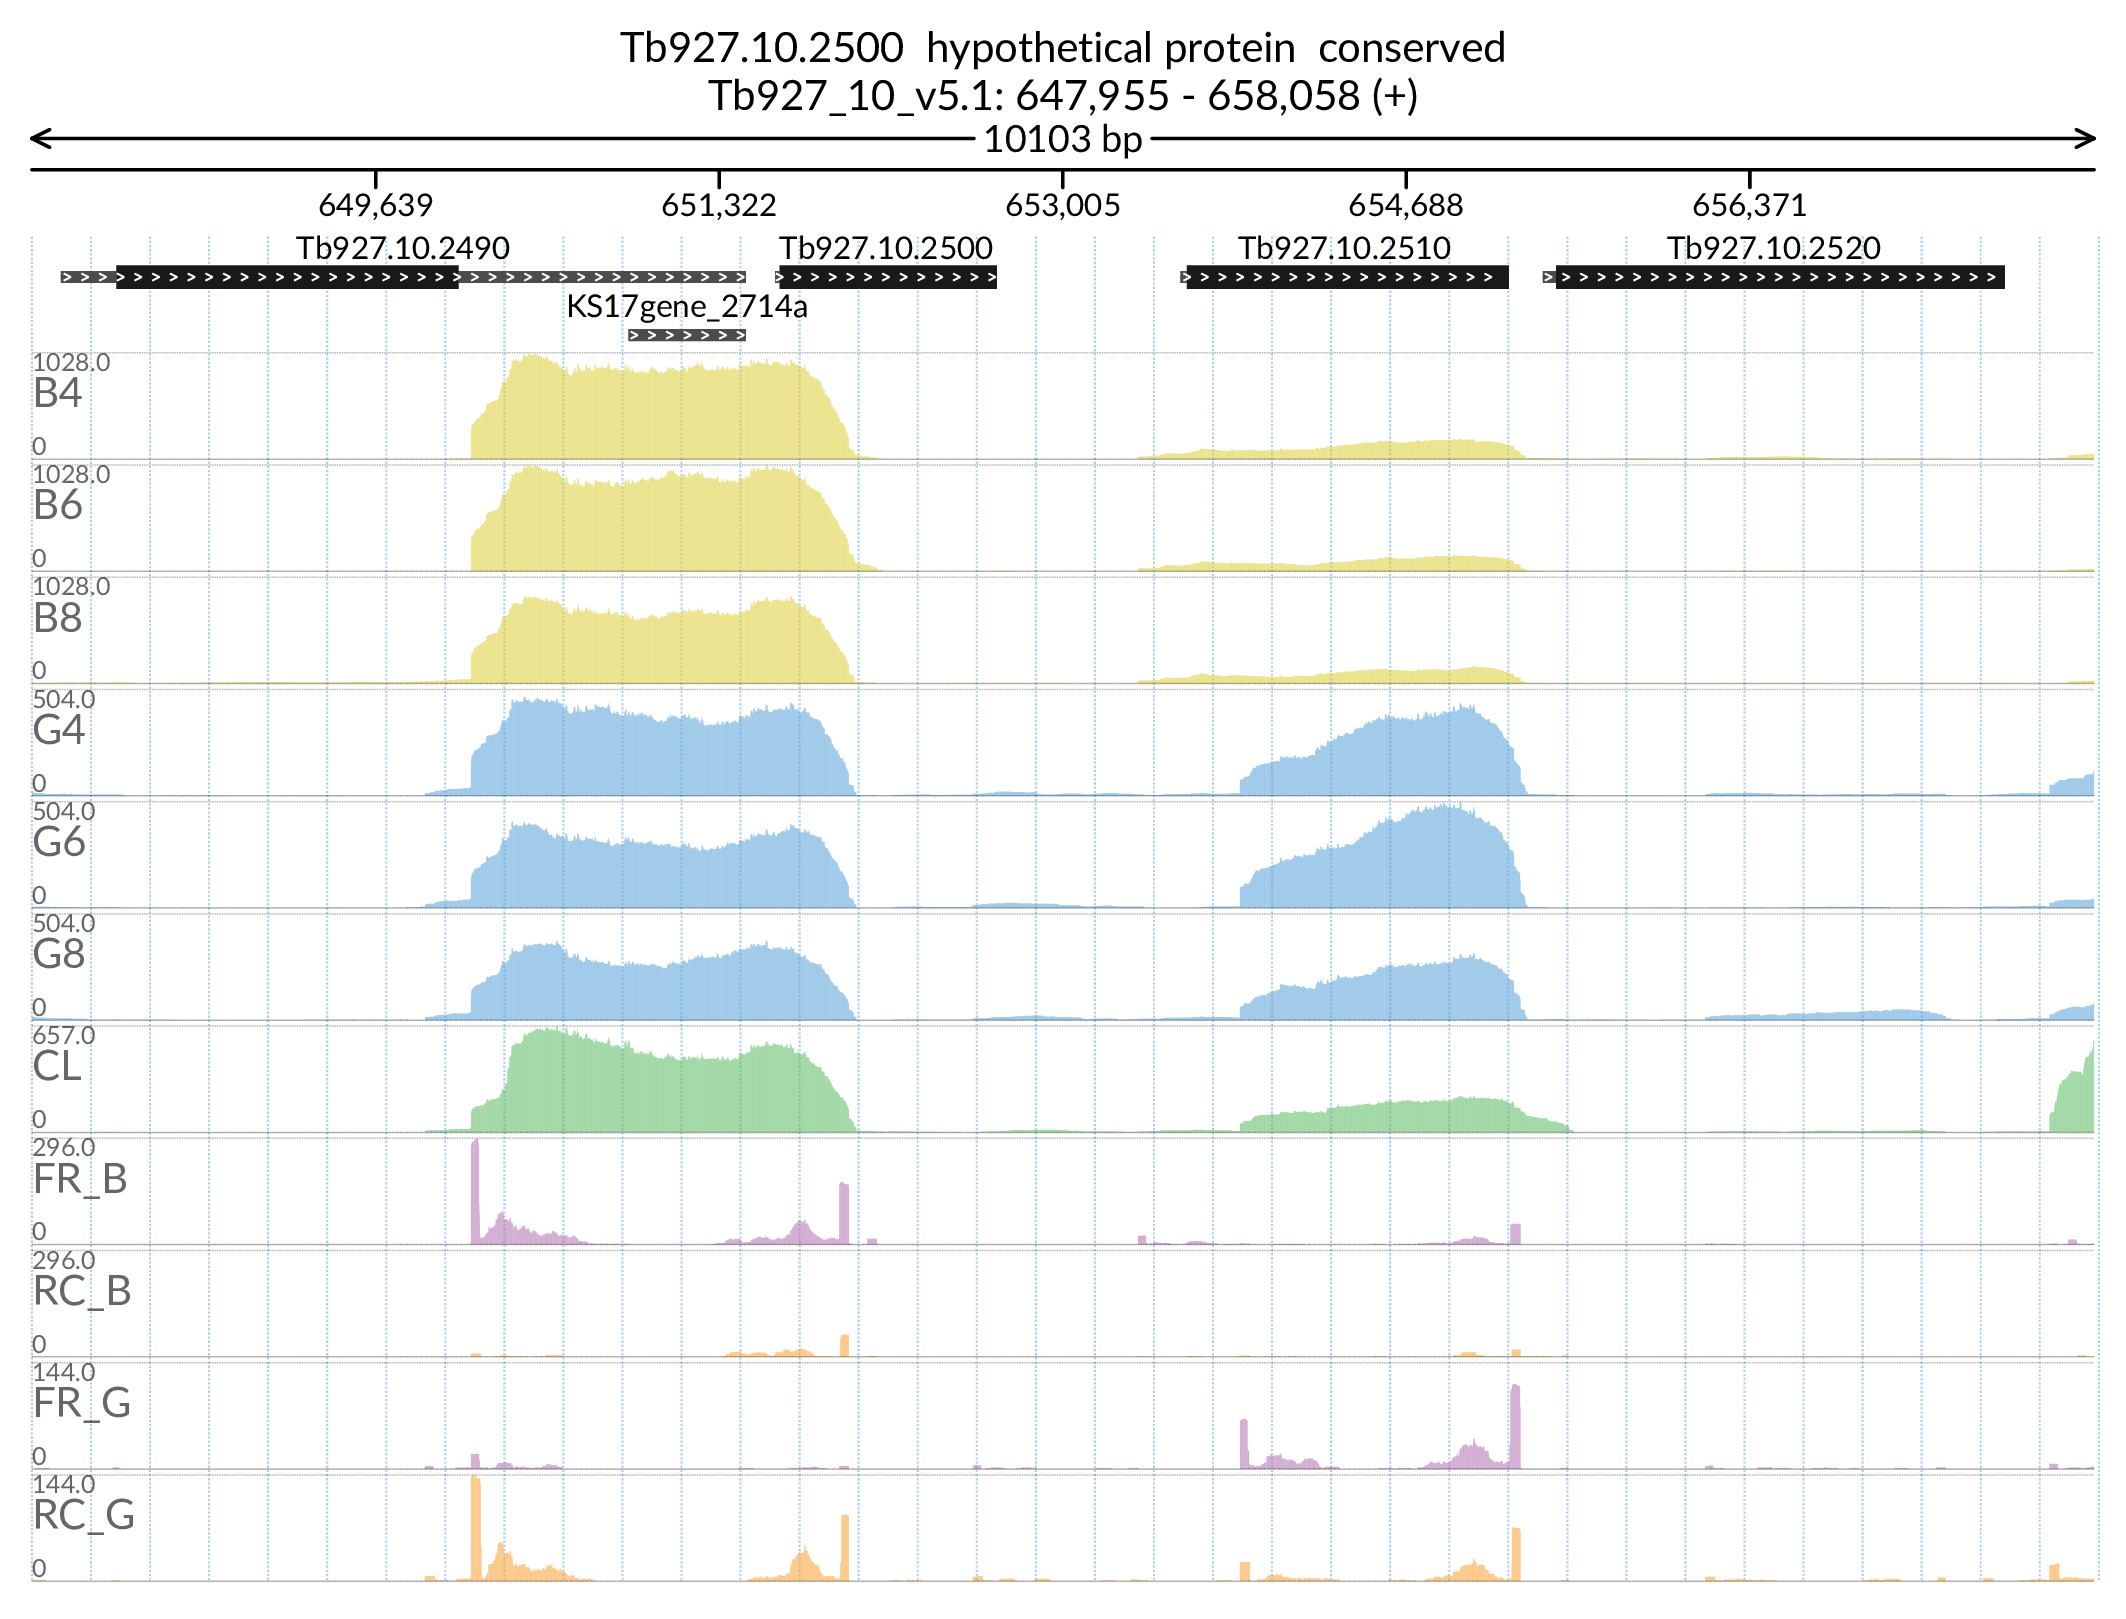 Tb927.10.2500 hypothetical protein conserved
Tb927_10_v5.1: 647,955 - 658,058 (+)
10103 bp
649,639 651,322 653,005 654,688 656,371
Tb927.10.2490 Tb927.10.2500 Tb927.10.2510 Tb927.10.2520
KS17gene_2714a
1028.0
B4
0
1028.0
B6
0
1028.0
B8
0
504.0
G4
0
504.0
G6
0
504.0
G8
0
657.0
CL
0
296.0
FR_B
0
296.0
RC_B
0
144.0
FR_G
0
144.0
RC_G
0